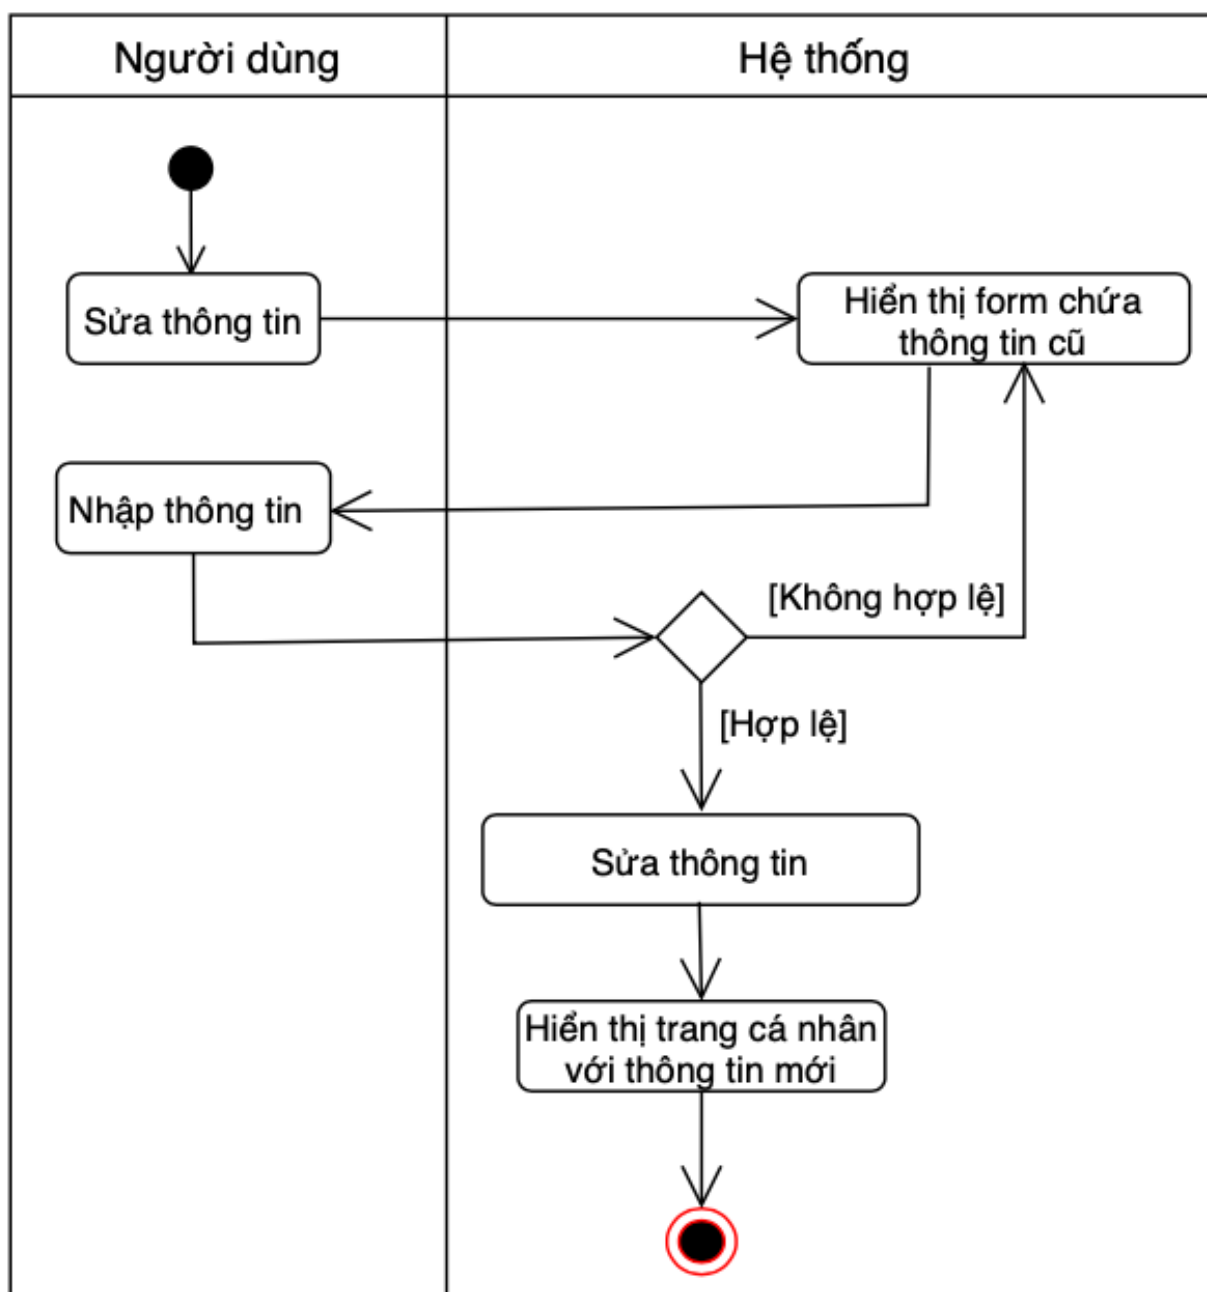 Người dùng
Hệ thống
Sửa thông tin
Hiển thị form chứa
thông tin cũ
Nhập thông tin
[Không hợp lệ]
[Hợp lệ]
Sửa thông tin
Hiển thị trang cá nhân
với thông tin mới